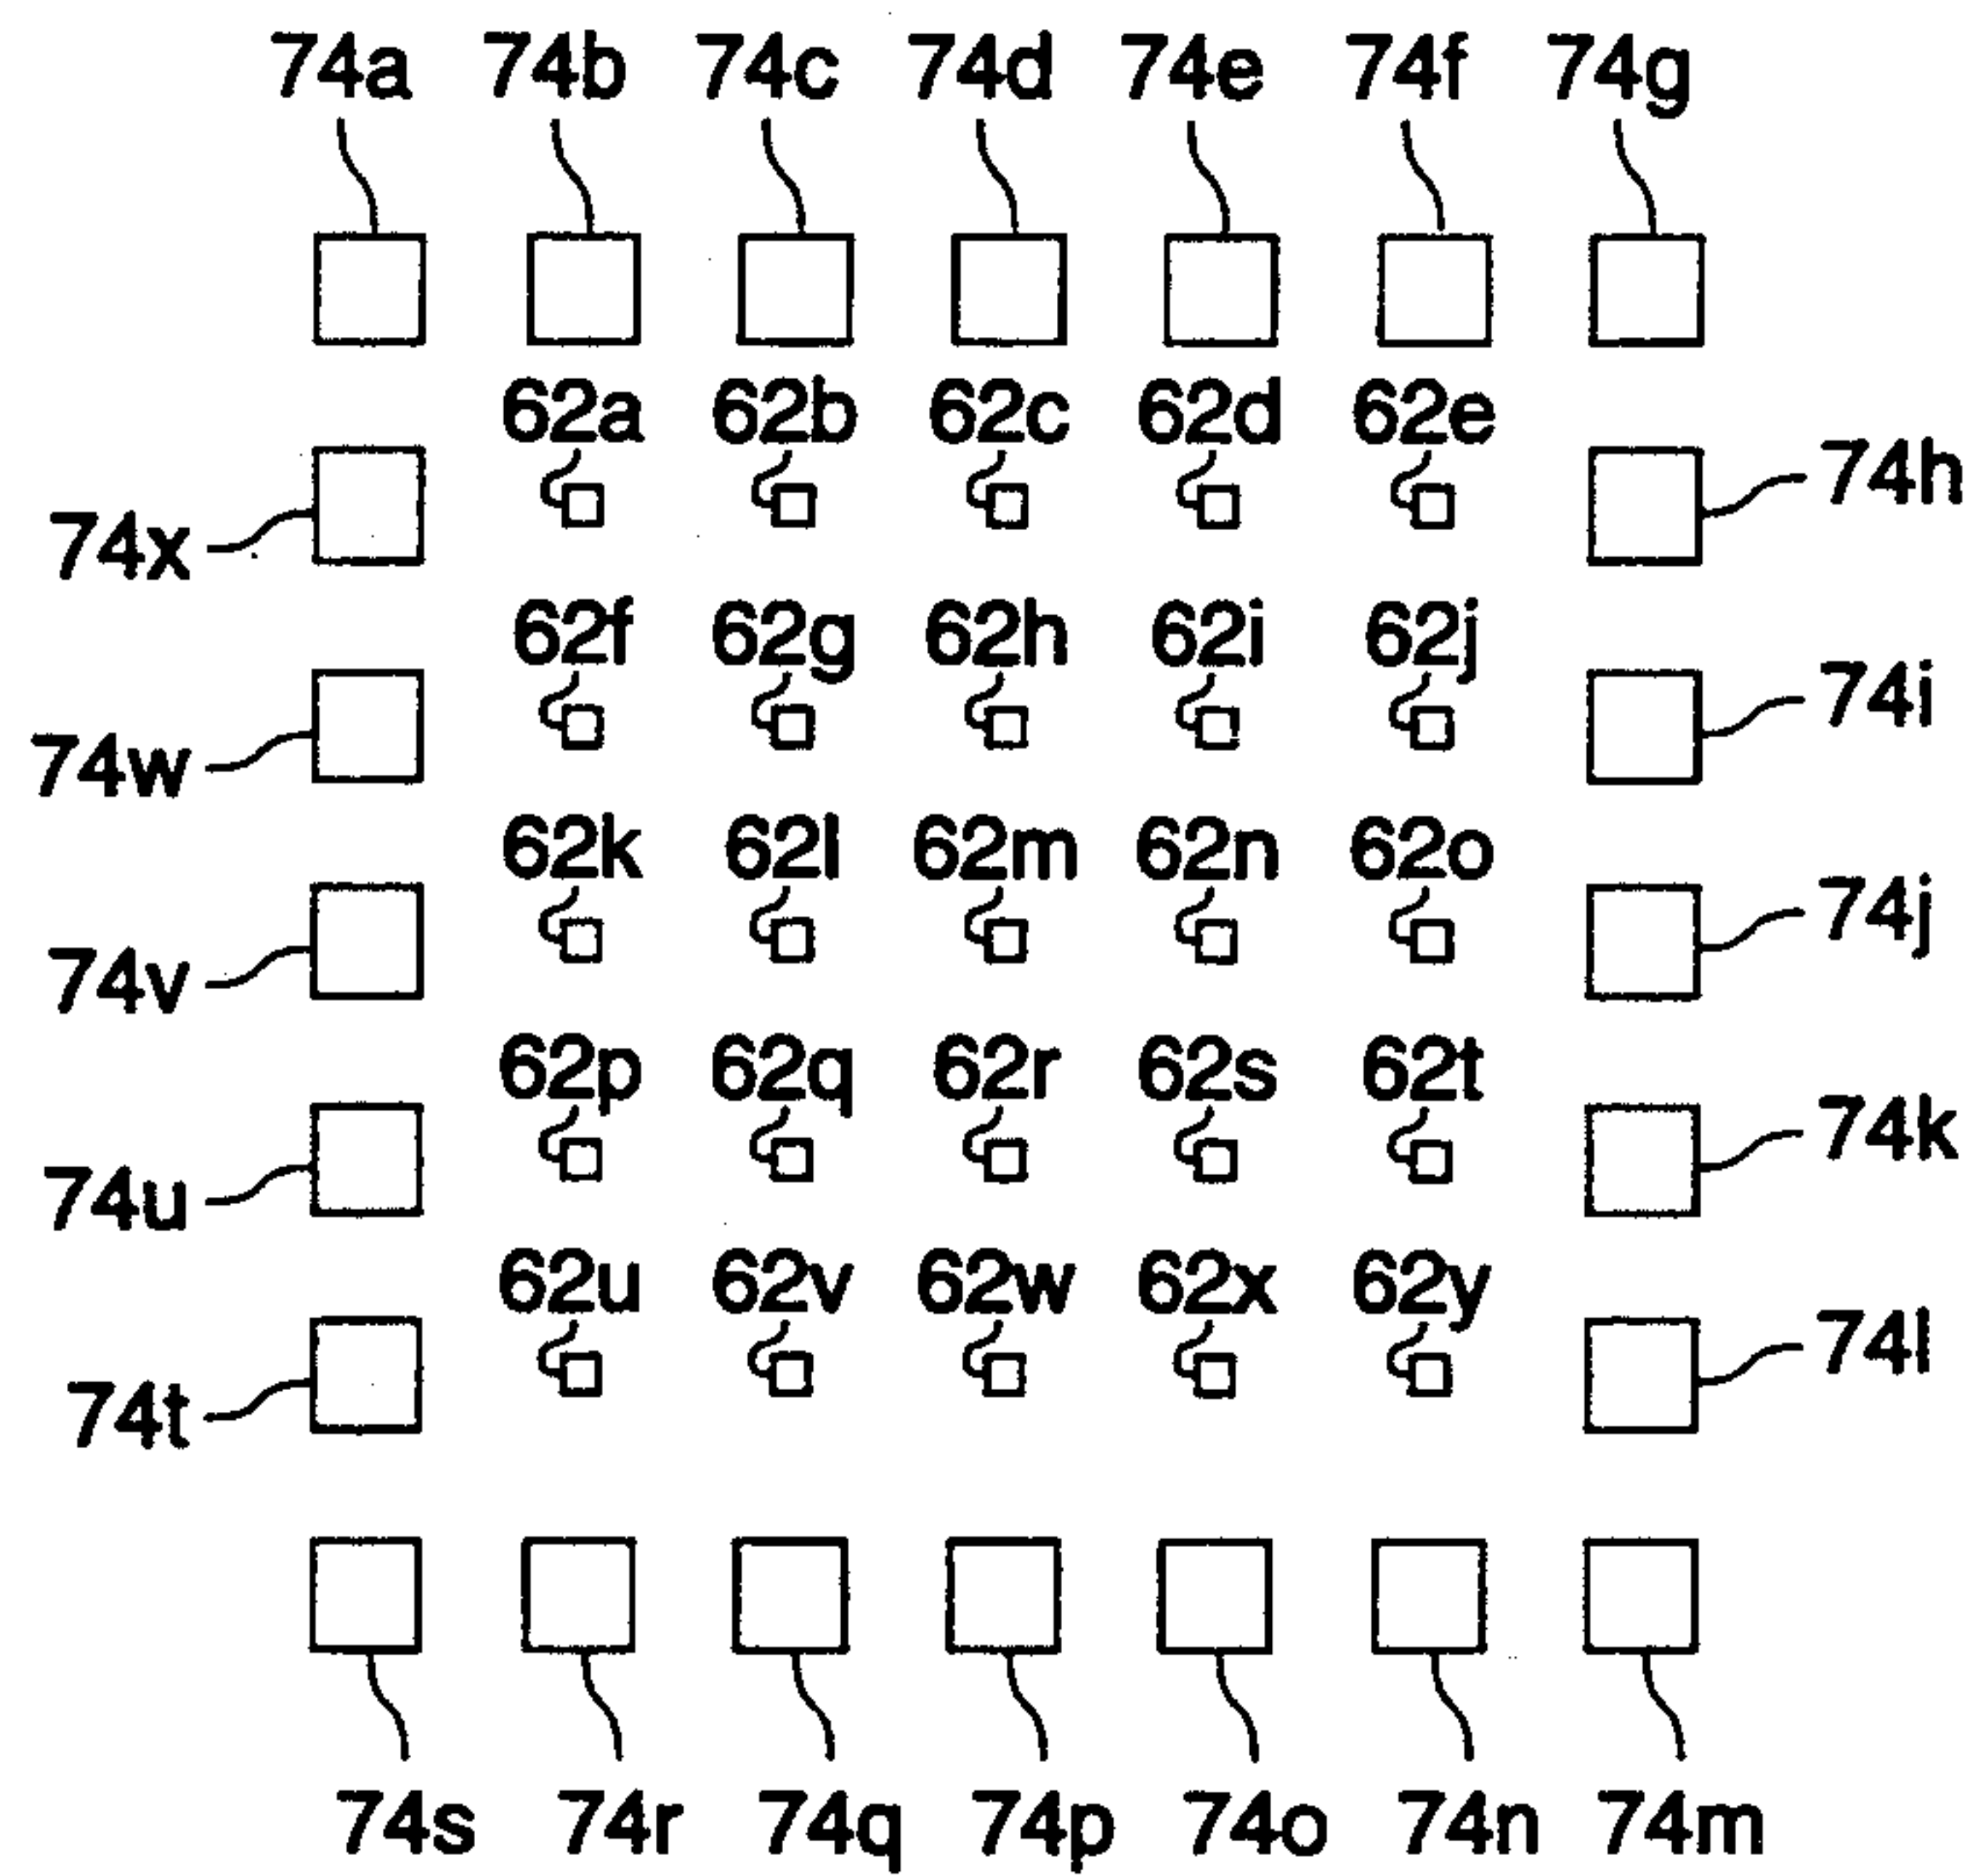 74a 74b 74c 74d 74e 74f 74g
62a 62b 62c 62d 62e
74h
74x
62f 62g 62h 62i 62j
74i
74w
62k 62l 62m 62n 62o
74j
74v
62p 62q 62r 62s 62t
74k
74u
62u 62v 62w 62x 62y
74l
74t
74s 74r 74q 74p 74o 74n 74m